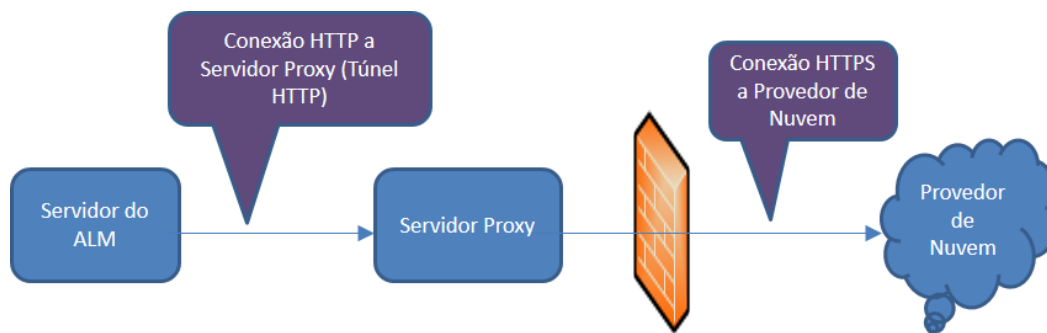 Conexão HTTP a
Servidor Proxy (Túnel
HTTP)
Conexão HTTPS
a Provedor de
Nuvem
Servidor do
ALM
Servidor Proxy
Provedor
de
Nuvem